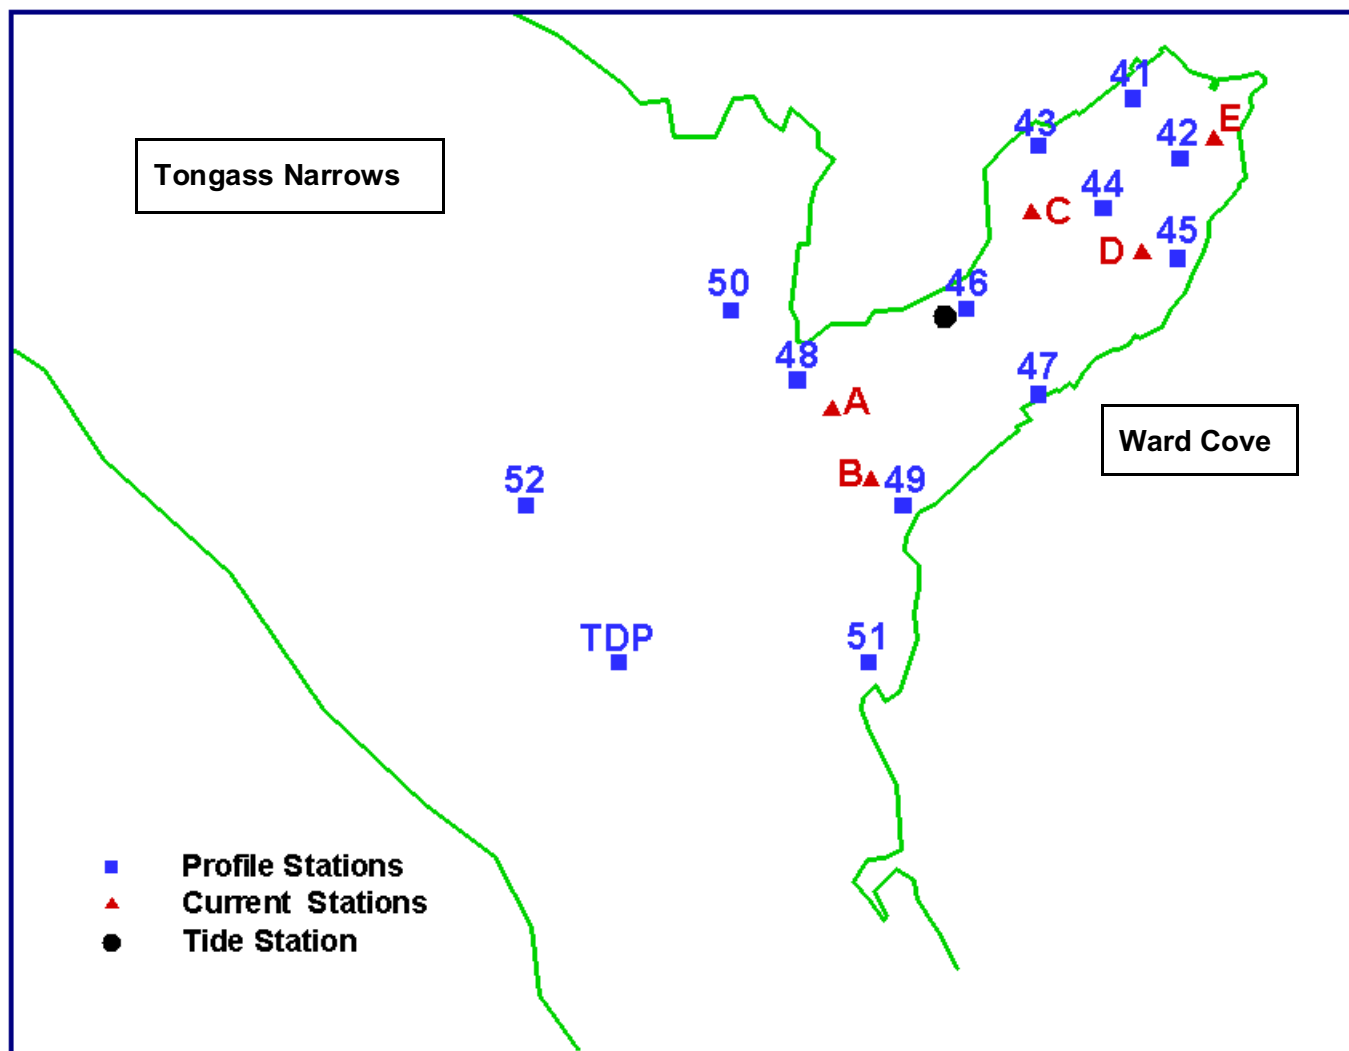 41
E
43
42
Tongass Narrows
44
C
45
D
50
46
48
47
A
Ward Cove
B
49
52
TDP
51
Profile Stations
Current Stations
Tide Station